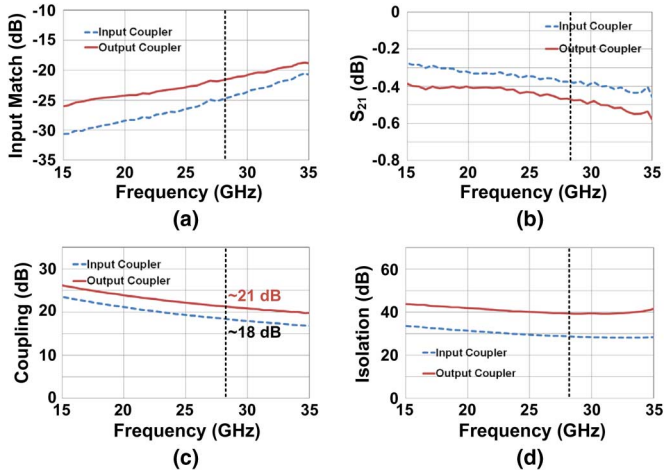 -10
-15
-20
-25
-30
-35
Input Match (dB)
Input Coupler
Output Coupler
15 20 25 30 35
Frequency (GHz)
(a)
0
-0.2
-0.4
-0.6
-0.8
S21 (dB)
Input Coupler
Output Coupler
15 20 25 30 35
Frequency (GHz)
(b)
30
20
10
0
Coupling (dB)
Input Coupler
Output Coupler
~21 dB
~18 dB
15 20 25 30 35
Frequency (GHz)
(c)
60
40
20
0
Isolation (dB)
Input Coupler
Output Coupler
15 20 25 30 35
Frequency (GHz)
(d)